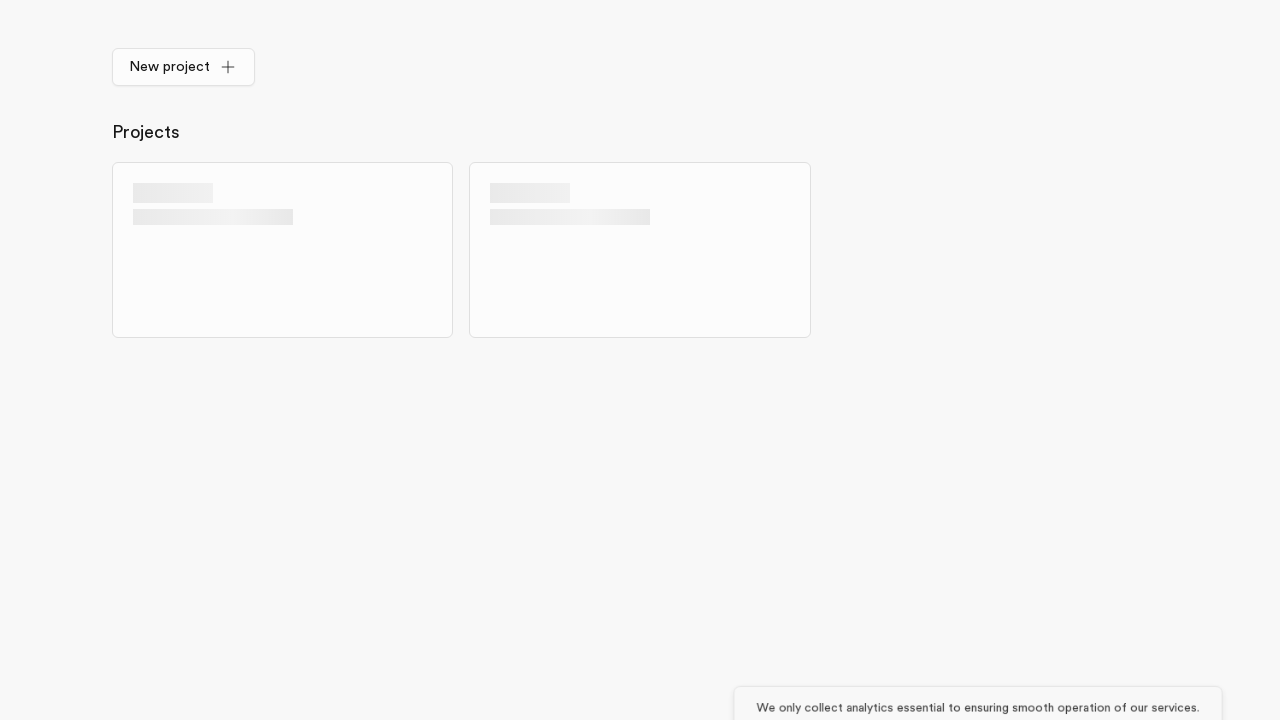 New project
Projects
We only collect analytics essential to ensuring smooth operation of our services.